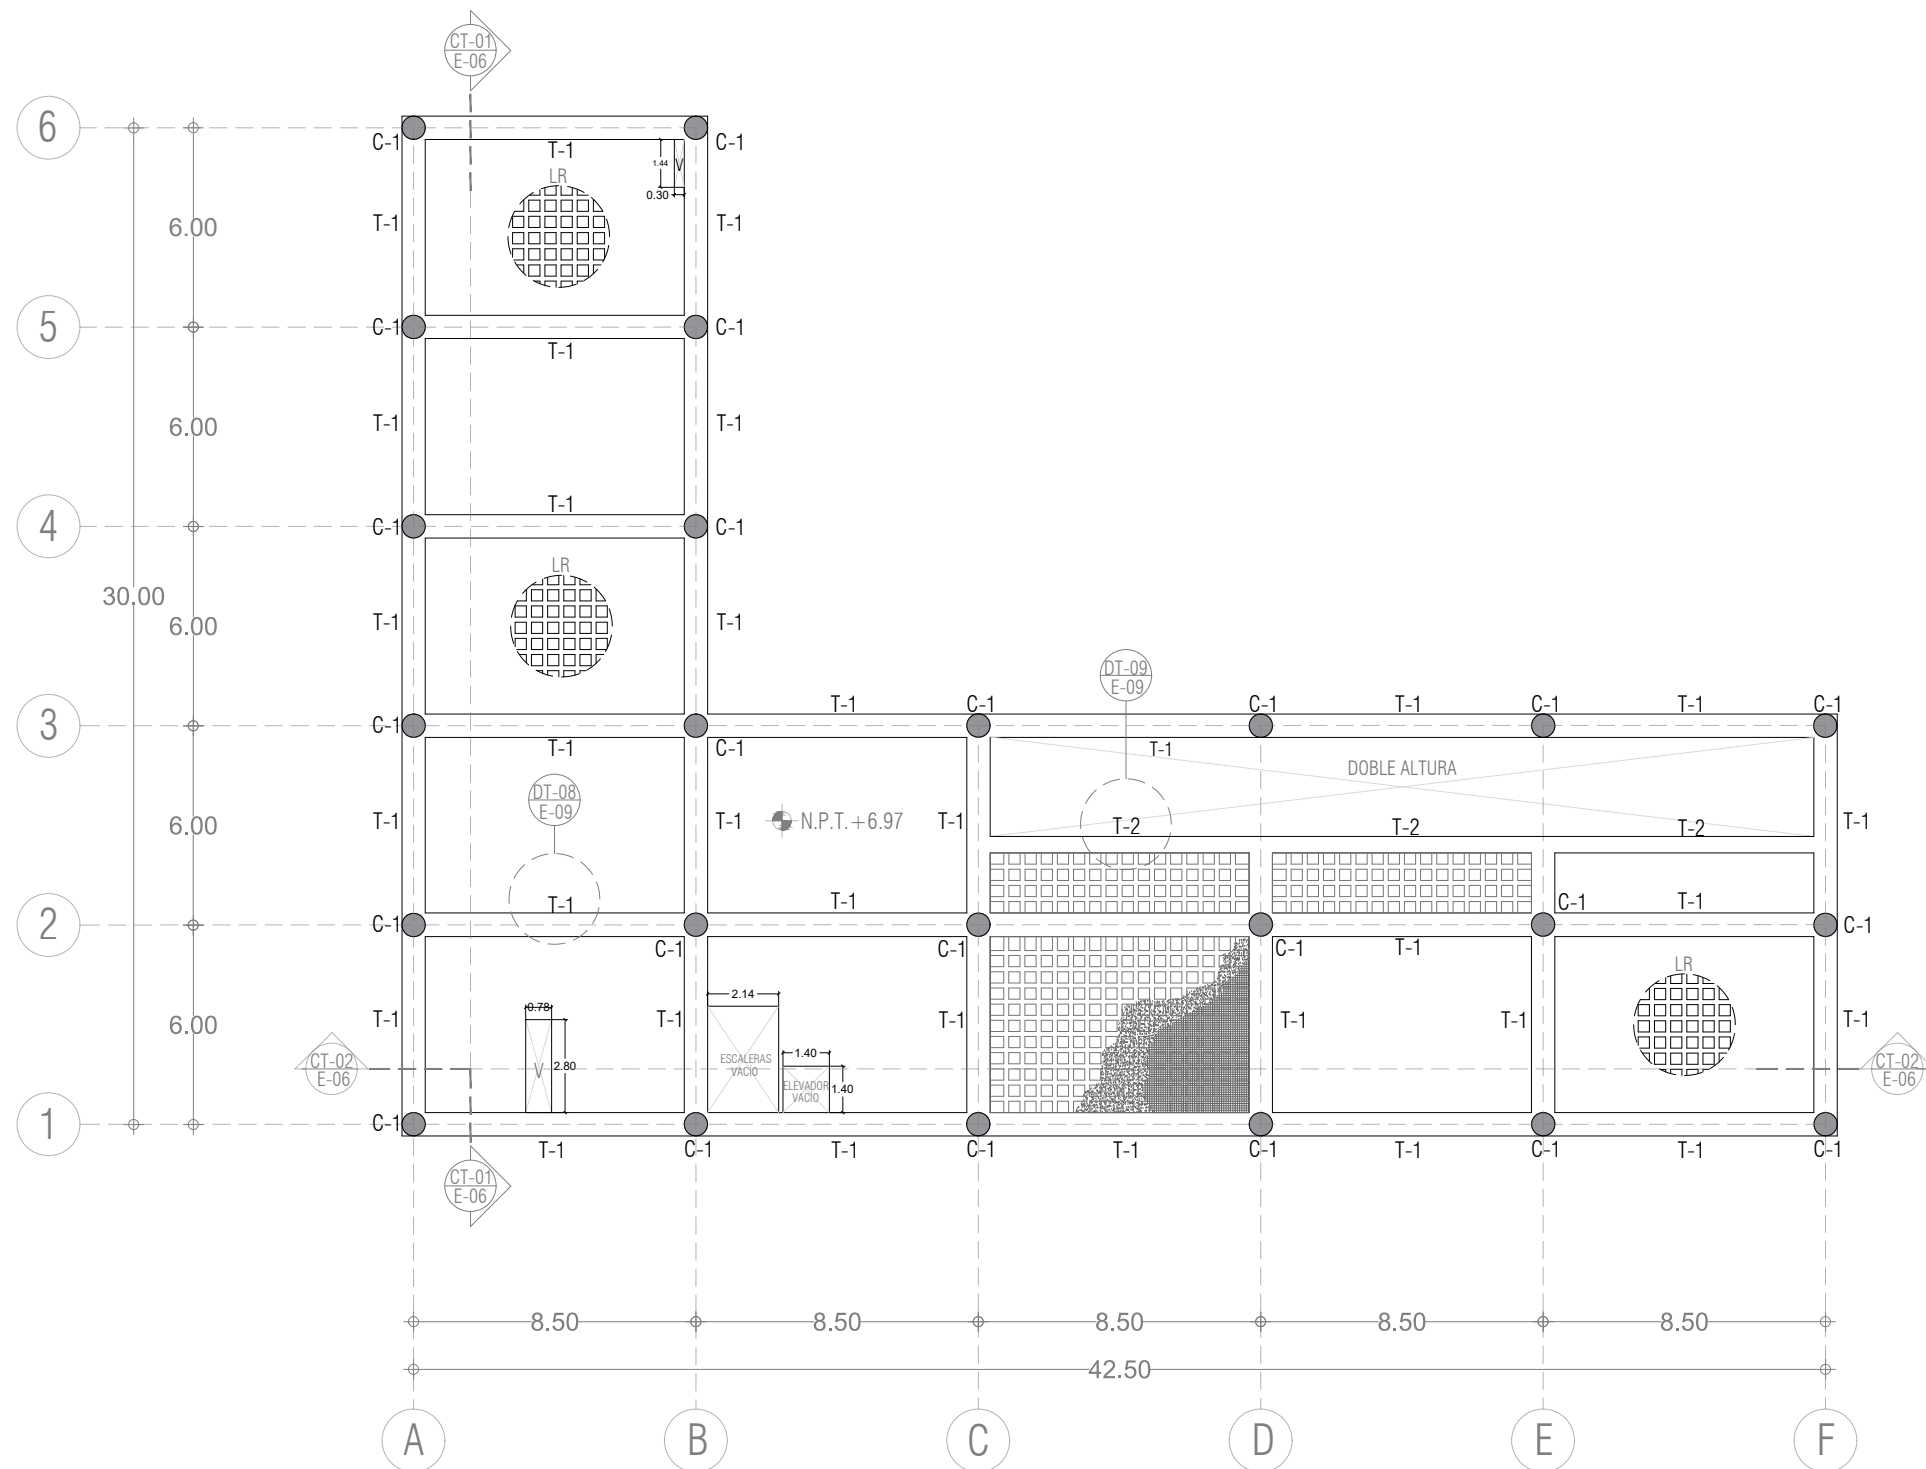 CT-01
E-06
6
C-1
T-1
C-1
LR
1.44
V
0.30
T-1
T-1
6.00
5
C-1
C-1
T-1
T-1
T-1
6.00
T-1
4
C-1
C-1
LR
30.00
T-1
T-1
6.00
DT-09
E-09
3
C-1
T-1
C-1
C-1
T-1
C-1
T-1
C-1
T-1
C-1
T-1
DOBLE ALTURA
DT-08
E-09
T-1
T-1
N.P.T.+6.97
T-1
T-2
T-2
T-2
T-1
6.00
T-1
T-1
C-1
T-1
2
C-1
C-1
C-1
C-1
C-1
T-1
LR
2.14
0.78
T-1
T-1
T-1
T-1
T-1
T-1
6.00
CT-02
E-06
V
2.80
ESCALERAS
VACÍO
1.40
ELEVADOR
VACÍO
1.40
CT-02
E-06
1
C-1
T-1
C-1
T-1
C-1
T-1
C-1
T-1
C-1
T-1
C-1
CT-01
E-06
8.50
8.50
8.50
8.50
8.50
42.50
A
B
C
D
E
F